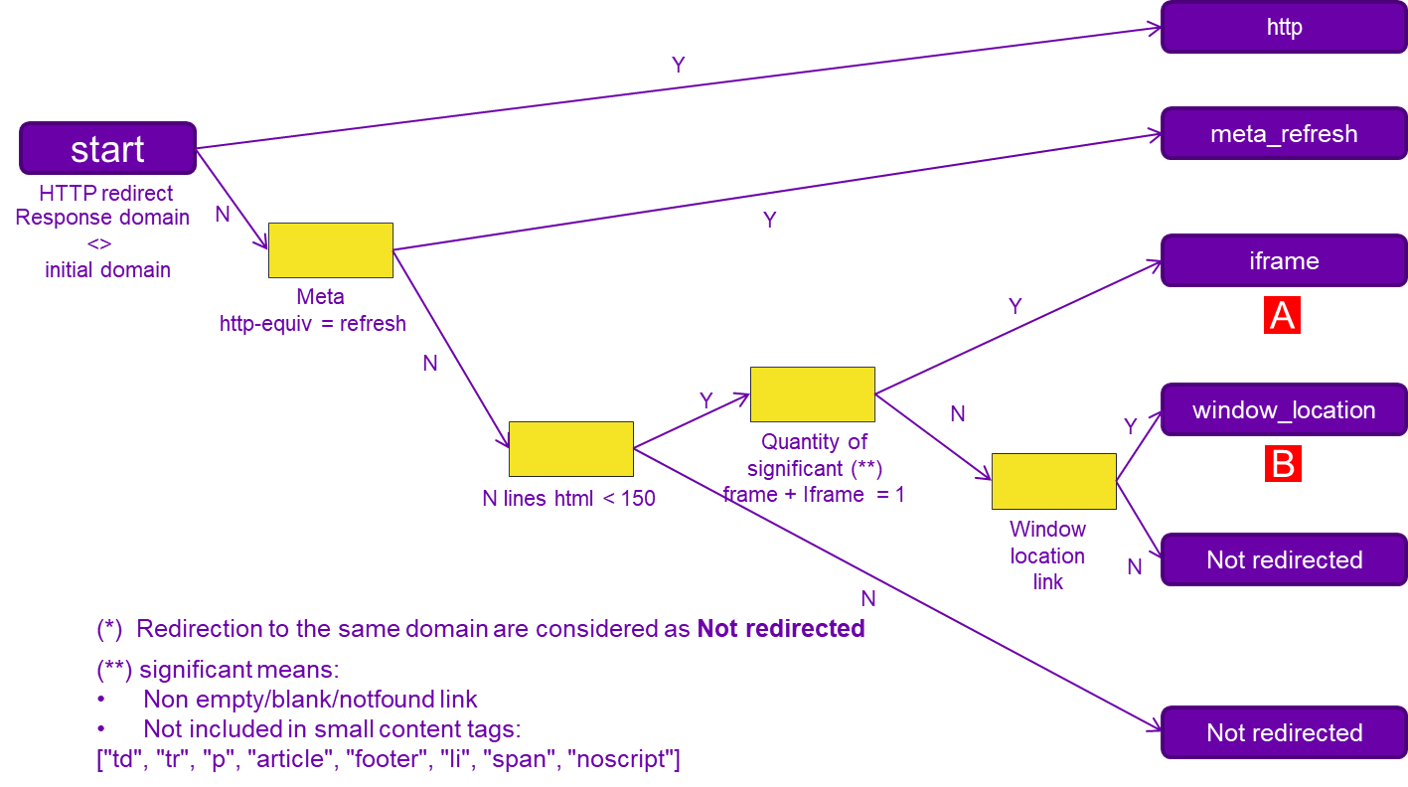 http
Y
meta_refresh
start
HTTP redirect
Response domain
<>
initial domain
N
Y
Meta
http-equiv = refresh
iframe
A
Y
N
Y
Quantity of
significant (**)
frame + Iframe = 1
N
window_location
B
Y
N lines html < 150
Window
location
link
N
Not redirected
N
(*) Redirection to the same domain are considered as Not redirected
(**) significant means:
• Non empty/blank/notfound link
• Not included in small content tags:
["td", "tr", "p", "article", "footer", "li", "span", "noscript"]
Not redirected